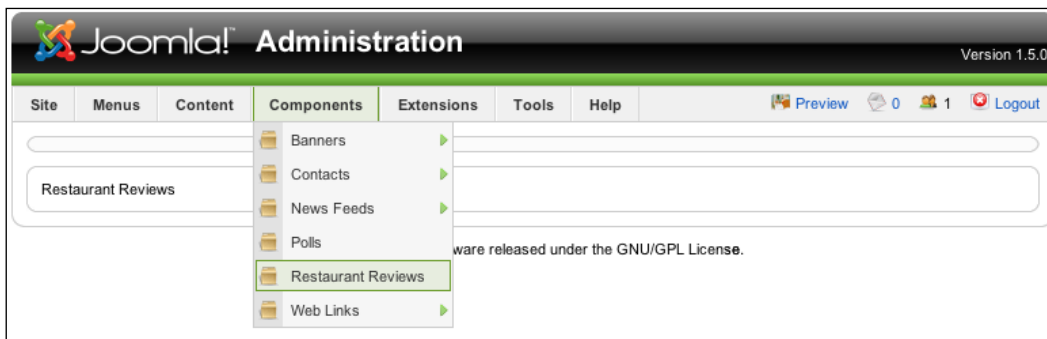 Joomla! Administration
Version 1.5.0
Site Menus Content Components Extensions Tools Help Preview 0 1 Logout
Banners
Contacts
Restaurant Reviews
News Feeds
Polls
ware released under the GNU/GPL License.
Restaurant Reviews
Web Links